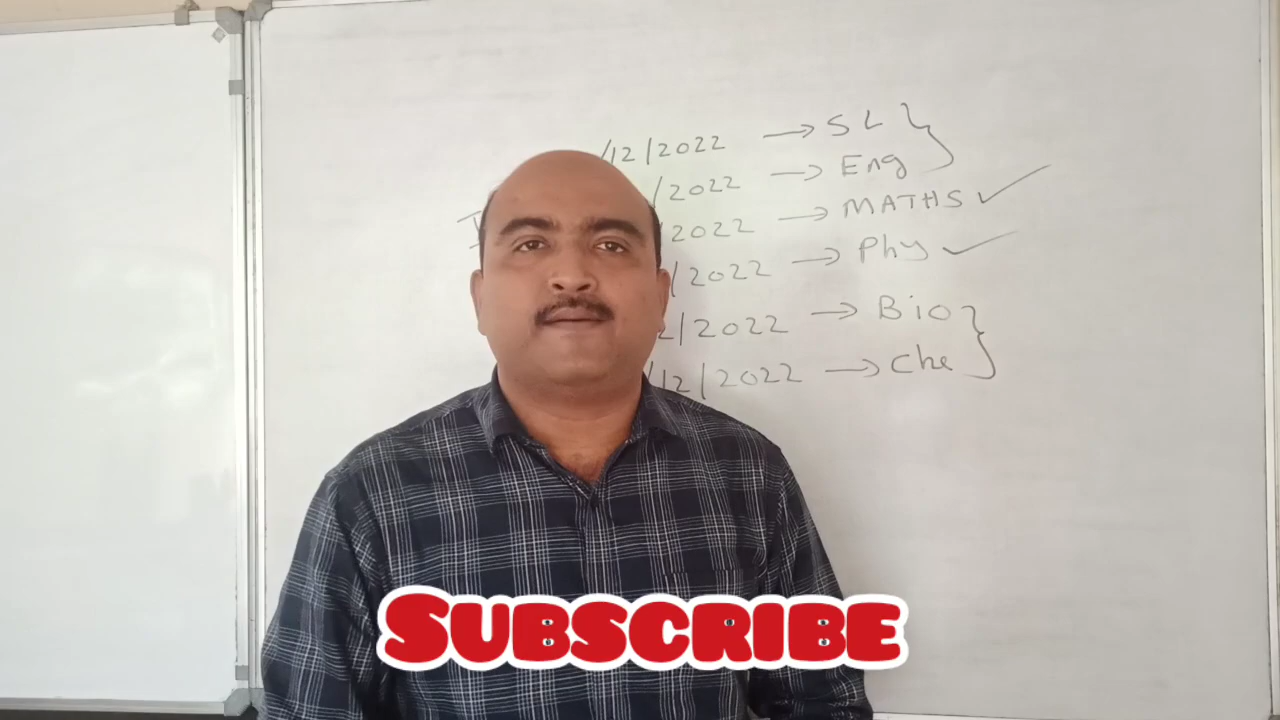 /12/2022 → SL
/2022 → Eng
2022 → MATHS ✓
/2022 → Phy ✓
2/2022 → Bio
/12/2022 → Che
SUBSCRIBE